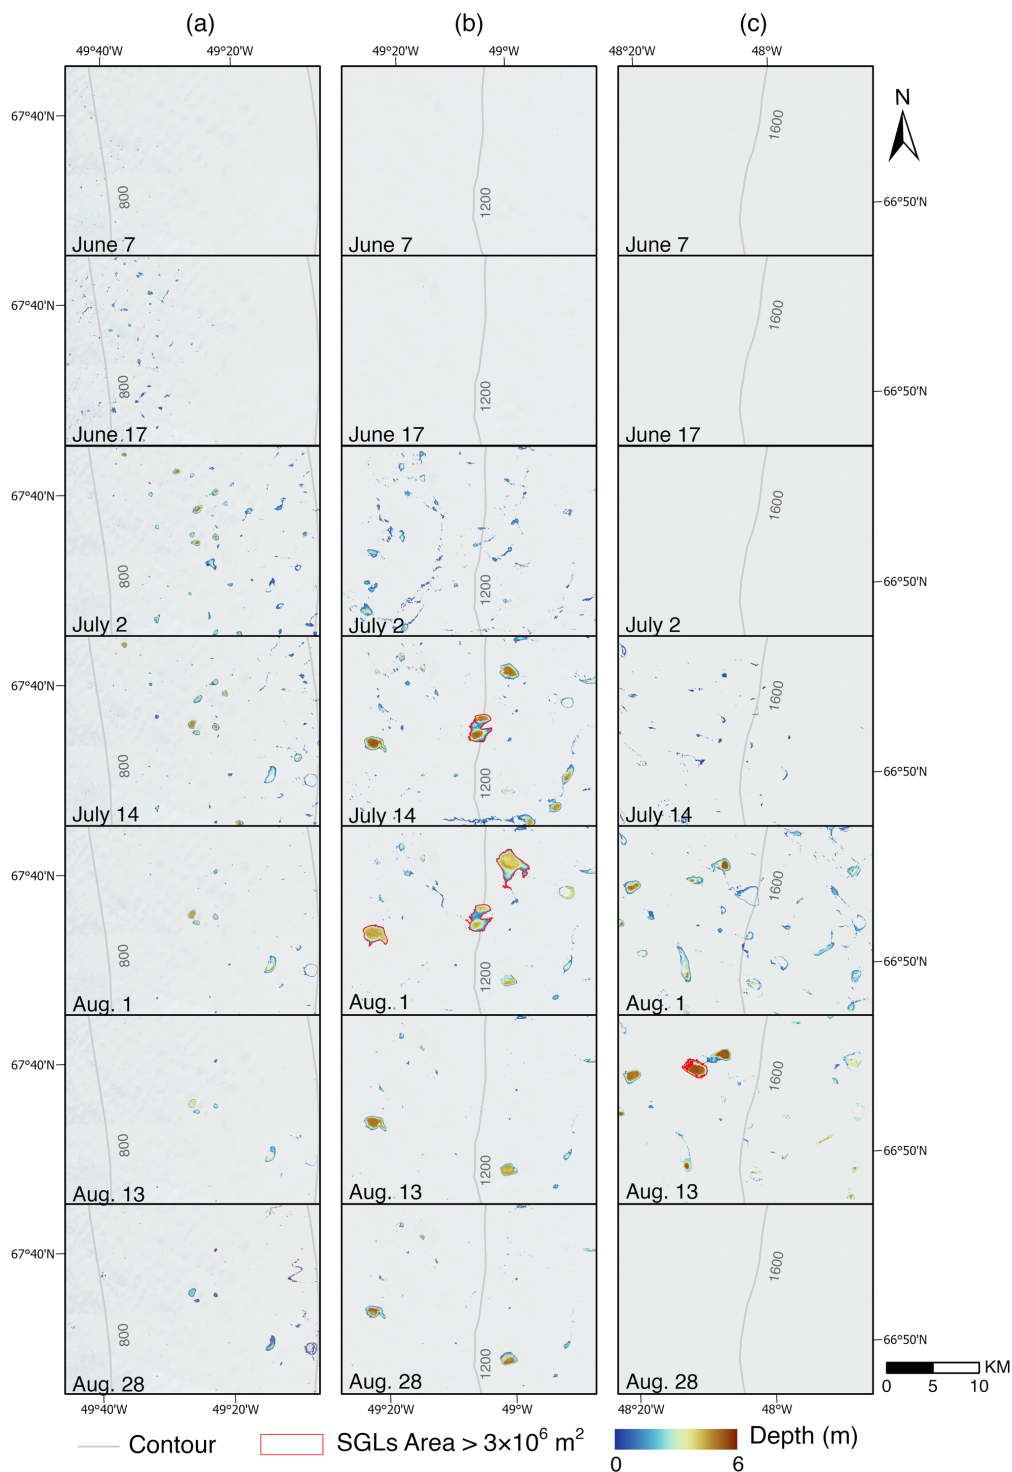 (a) (b) (c)
49°40'W 49°20'W 49°20'W 49°W 48°20'W 48°W
N
67°40'N 1600
800 1200 66°50'N
June 7 June 7 June 7
67°40'N 1600
800 1200 66°50'N
June 17 June 17 June 17
67°40'N 1600
800 1200 66°50'N
July 2 July 2 July 2
67°40'N 1600
800 1200 66°50'N
July 14 July 14 July 14
67°40'N 1600
800 1200 66°50'N
Aug. 1 Aug. 1 Aug. 1
67°40'N 1600
800 1200 66°50'N
Aug. 13 Aug. 13 Aug. 13
67°40'N 1600
800 1200 66°50'N
Aug. 28 Aug. 28 Aug. 28
KM
0 5 10
49°40'W 49°20'W 49°20'W 49°W 48°20'W 48°W
Contour SGLs Area > 3×10⁶ m² Depth (m)
0 6